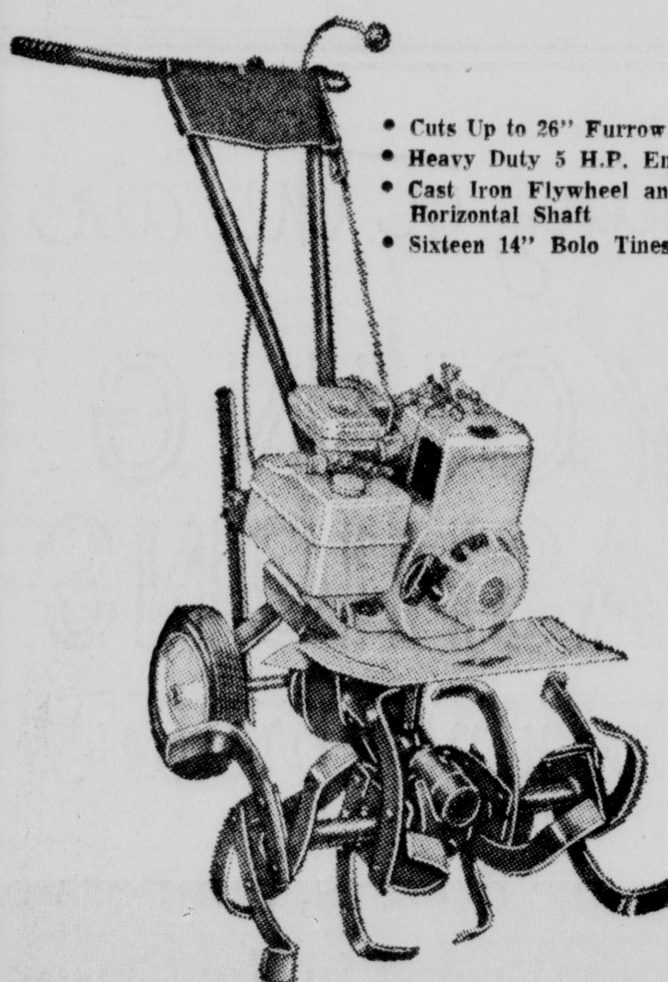 • Cuts Up to 26" Furrow
• Heavy Duty 5 H.P.
• Cast Iron Flywheel
Horizontal Shaft
• Sixteen 14" Bolo Tines